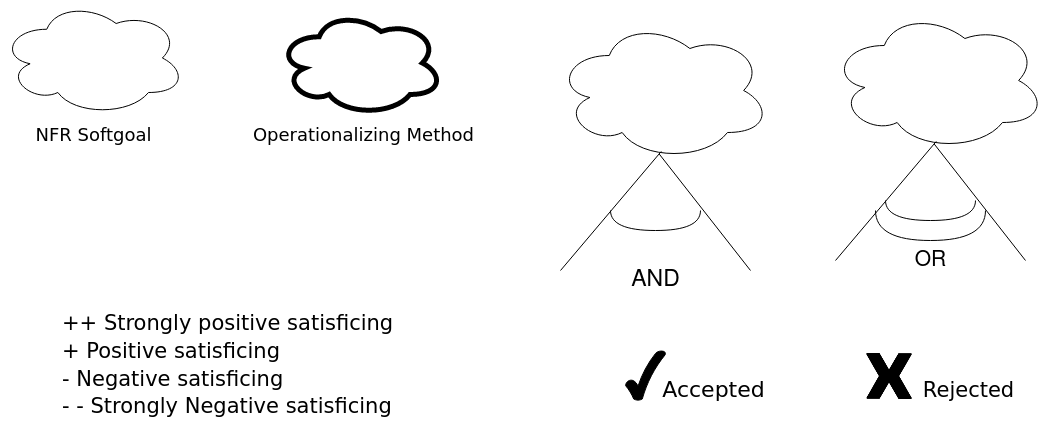 NFR Softgoal
Operationalizing Method
AND
OR
++ Strongly positive satisficing
+ Positive satisficing
- Negative satisficing
- - Strongly Negative satisficing
Accepted
Rejected